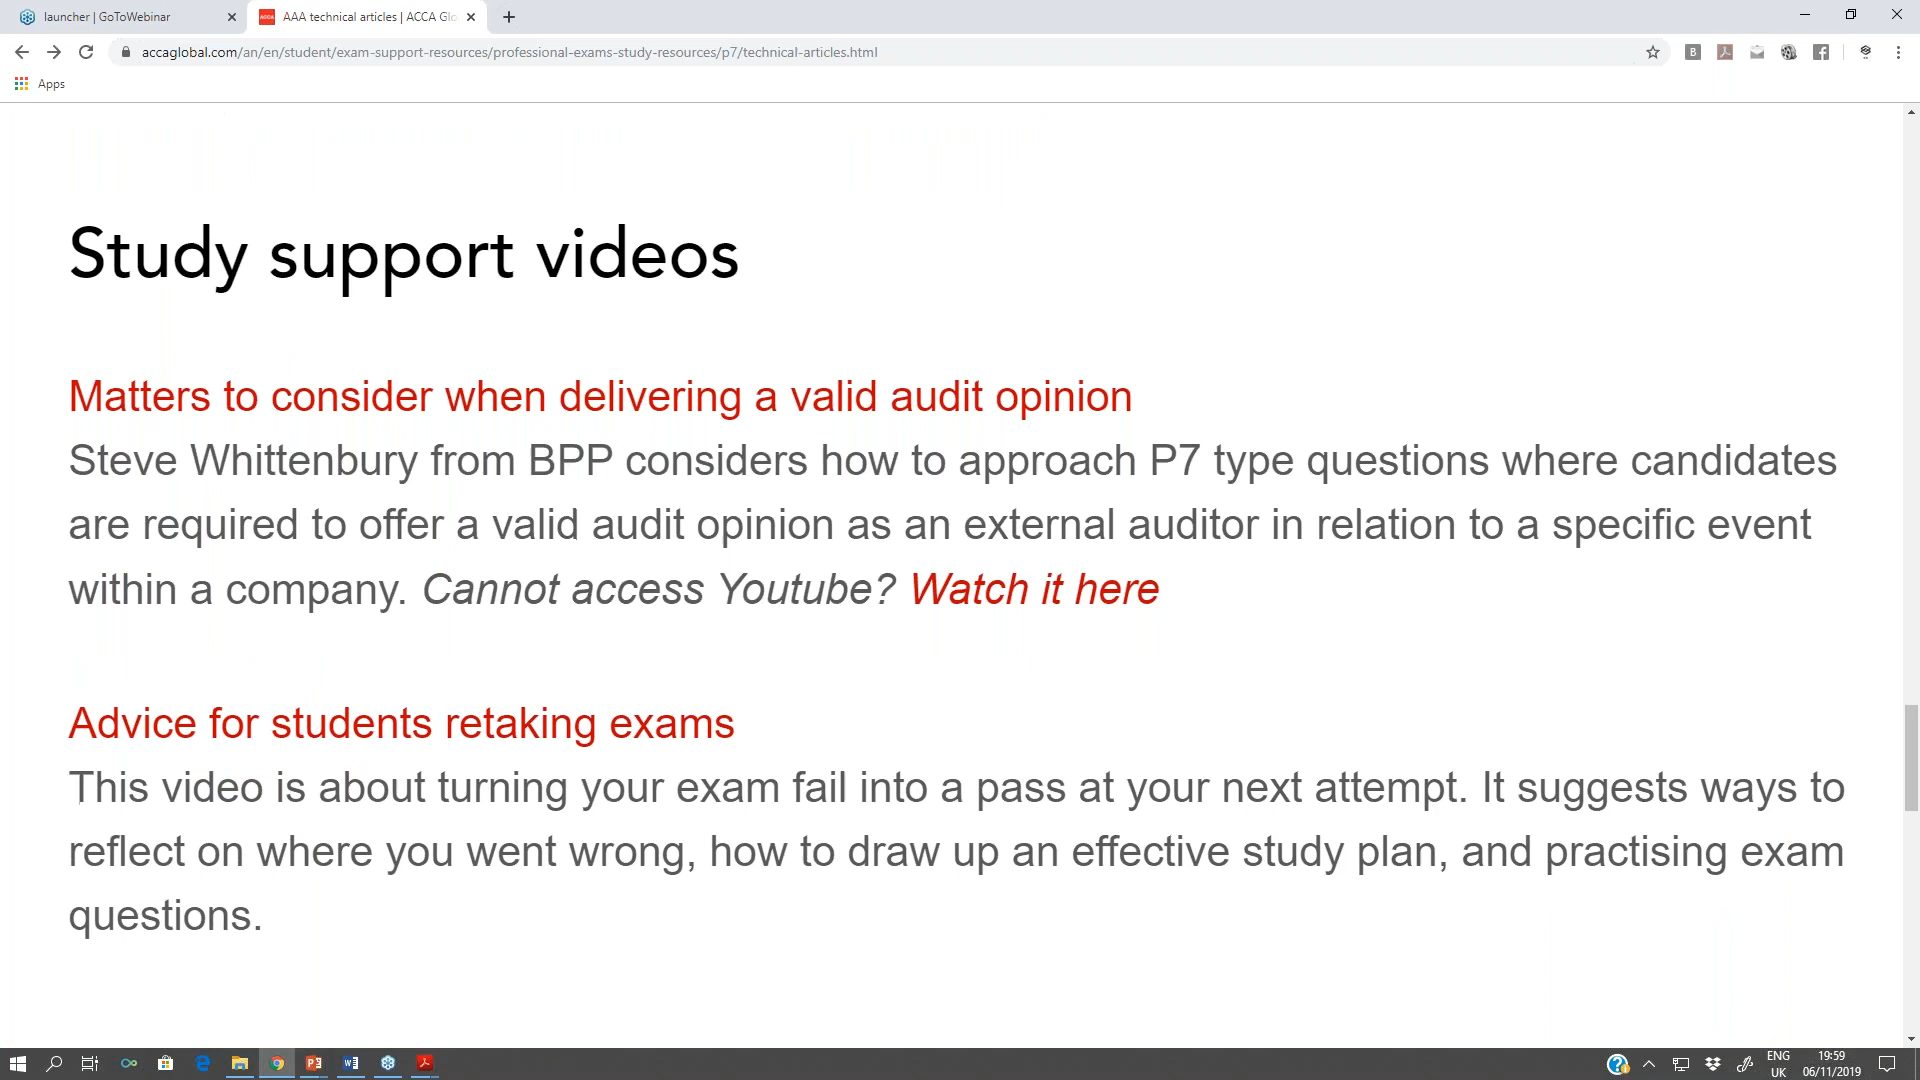 launcher | GoToWebinar
AAA technical articles | ACCA Glo
accaglobal.com/an/en/student/exam-support-resources/professional-exams-study-resources/p7/technical-articles.html
Apps
Study support videos
Matters to consider when delivering a valid audit opinion
Steve Whittenbury from BPP considers how to approach P7 type questions where candidates
are required to offer a valid audit opinion as an external auditor in relation to a specific event
within a company. Cannot access Youtube? Watch it here
Advice for students retaking exams
This video is about turning your exam fail into a pass at your next attempt. It suggests ways to
reflect on where you went wrong, how to draw up an effective study plan, and practising exam
questions.
ENG
UK
19:59
06/11/2019